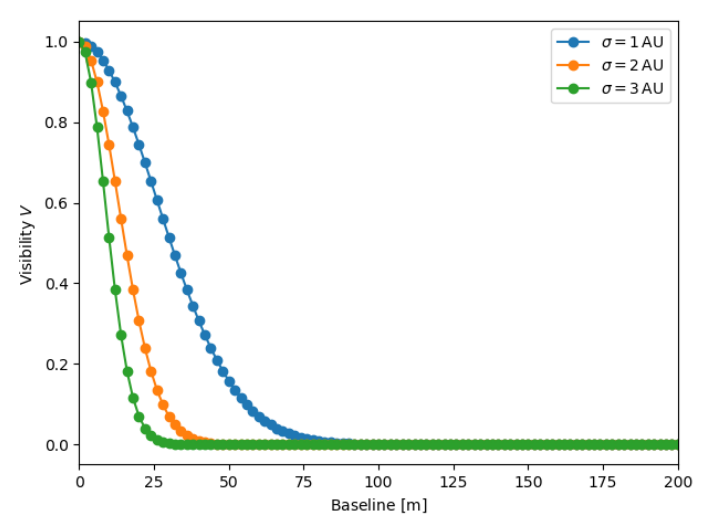 σ = 1 AU
σ = 2 AU
σ = 3 AU
1.0
0.8
0.6
0.4
0.2
0.0
Visibility V
0 25 50 75 100 125 150 175 200
Baseline [m]